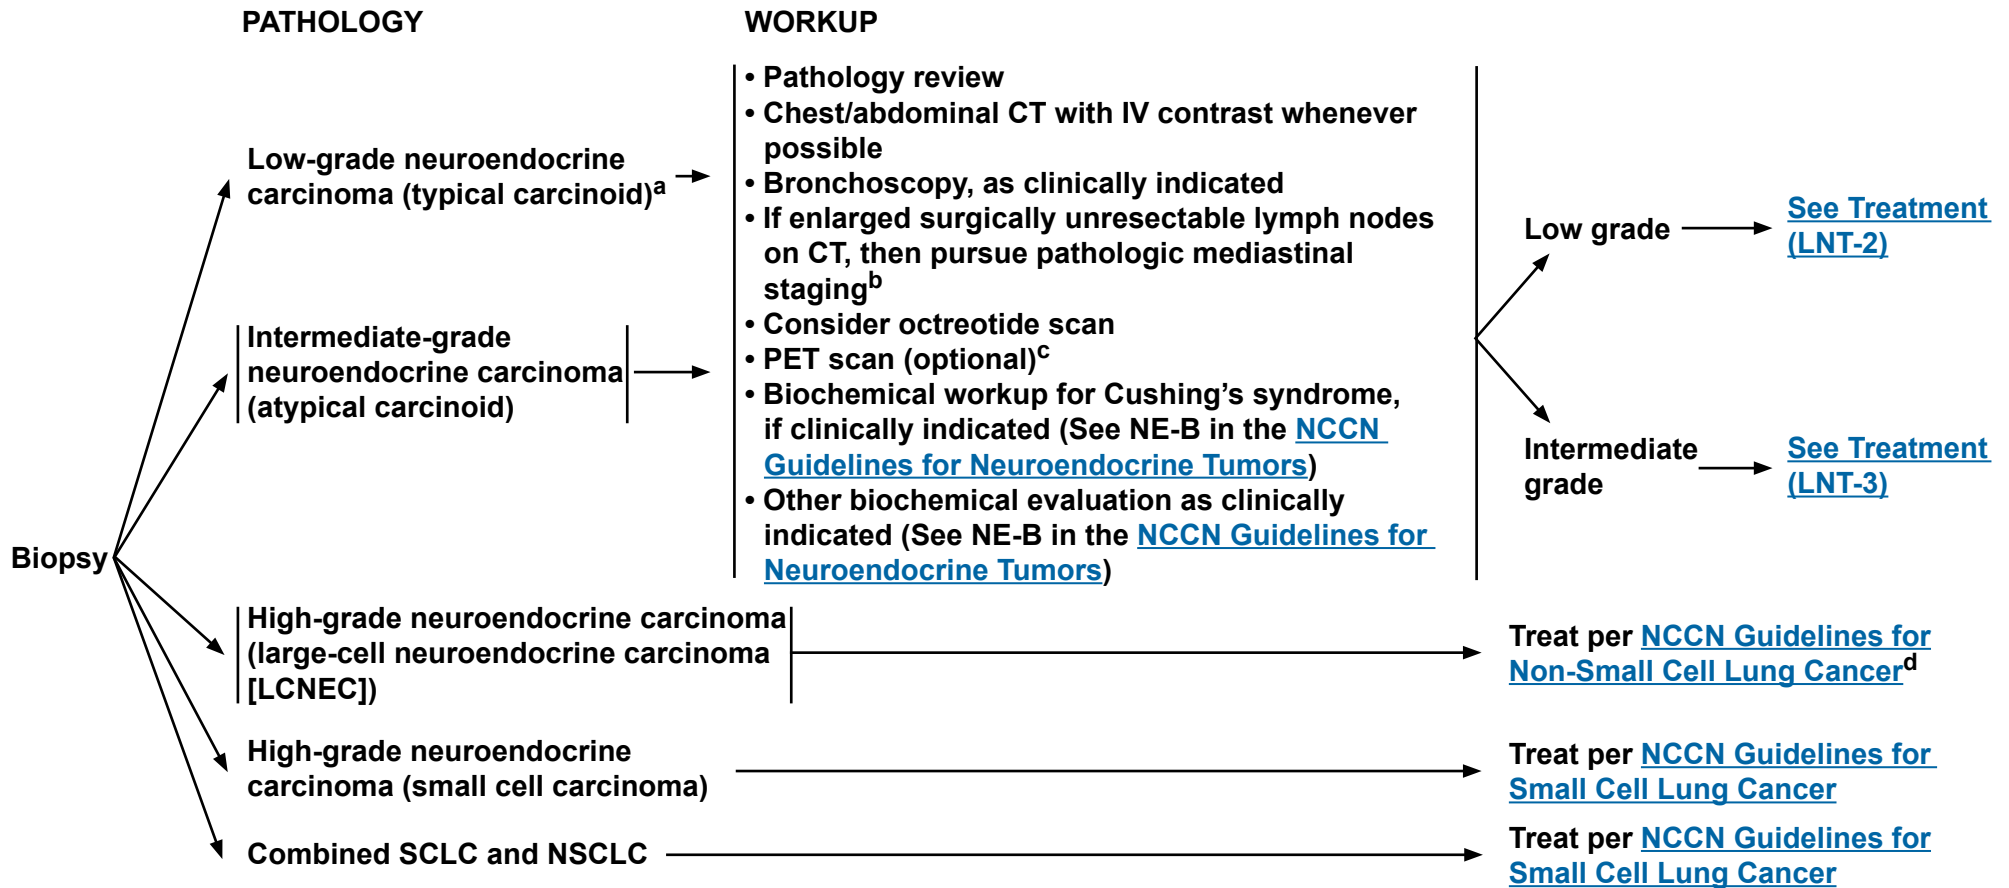 PATHOLOGY
WORKUP
Biopsy
Low-grade neuroendocrine
carcinoma (typical carcinoid)a
Intermediate-grade
neuroendocrine carcinoma
(atypical carcinoid)
High-grade neuroendocrine carcinoma
(large-cell neuroendocrine carcinoma
[LCNEC])
High-grade neuroendocrine
carcinoma (small cell carcinoma)
Combined SCLC and NSCLC
• Pathology review
• Chest/abdominal CT with IV contrast whenever
possible
• Bronchoscopy, as clinically indicated
• If enlarged surgically unresectable lymph nodes
on CT, then pursue pathologic mediastinal
stagingb
• Consider octreotide scan
• PET scan (optional)c
• Biochemical workup for Cushing’s syndrome,
if clinically indicated (See NE-B in the NCCN
Guidelines for Neuroendocrine Tumors)
• Other biochemical evaluation as clinically
indicated (See NE-B in the NCCN Guidelines for
Neuroendocrine Tumors)
Low grade
See Treatment
(LNT-2)
Intermediate
grade
See Treatment
(LNT-3)
Treat per NCCN Guidelines for
Non-Small Cell Lung Cancerd
Treat per NCCN Guidelines for
Small Cell Lung Cancer
Treat per NCCN Guidelines for
Small Cell Lung Cancer